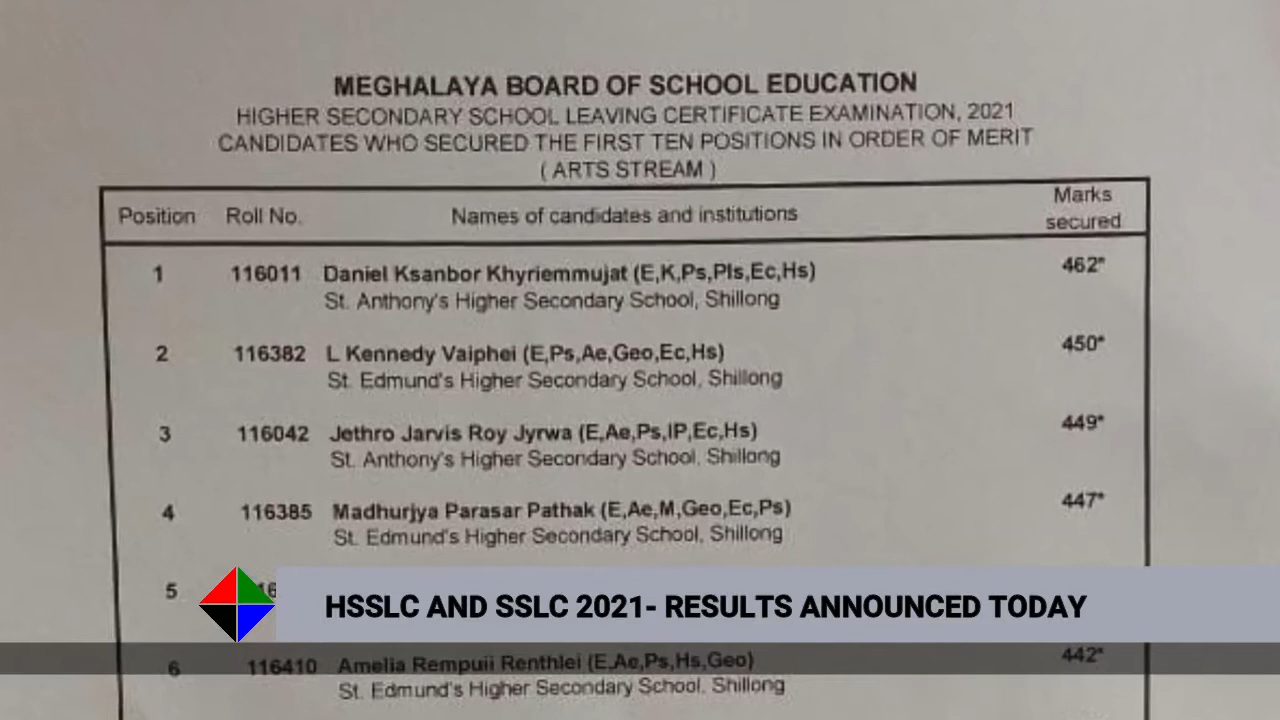 MEGHALAYA BOARD OF SCHOOL EDUCATION
HIGHER SECONDARY SCHOOL LEAVING CERTIFICATE EXAMINATION, 2021
CANDIDATES WHO SECURED THE FIRST TEN POSITIONS IN ORDER OF MERIT
( ARTS STREAM )
Position Roll No. Names of candidates and institutions Marks secured
1 116011 Daniel Ksanbor Khyriemmujat (E,K,Ps,Pls,Ec,Hs) 462*
St. Anthony's Higher Secondary School, Shillong
2 116382 L Kennedy Vaiphei (E,Ps,Ae,Geo,Ec,Hs) 450*
St. Edmund's Higher Secondary School, Shillong
3 116042 Jethro Jarvis Roy Jyrwa (E,Ae,Ps,IP,Ec,Hs) 449*
St. Anthony's Higher Secondary School, Shillong
4 116385 Madhurjya Parasar Pathak (E,Ae,M,Geo,Ec,Ps) 447*
St. Edmund's Higher Secondary School, Shillong
5
HSSLC AND SSLC 2021- RESULTS ANNOUNCED TODAY
6 116410 Amelia Rempuii Renthlei (E,Ae,Ps,Hs,Geo) 442*
St. Edmund's Higher Secondary School, Shillong